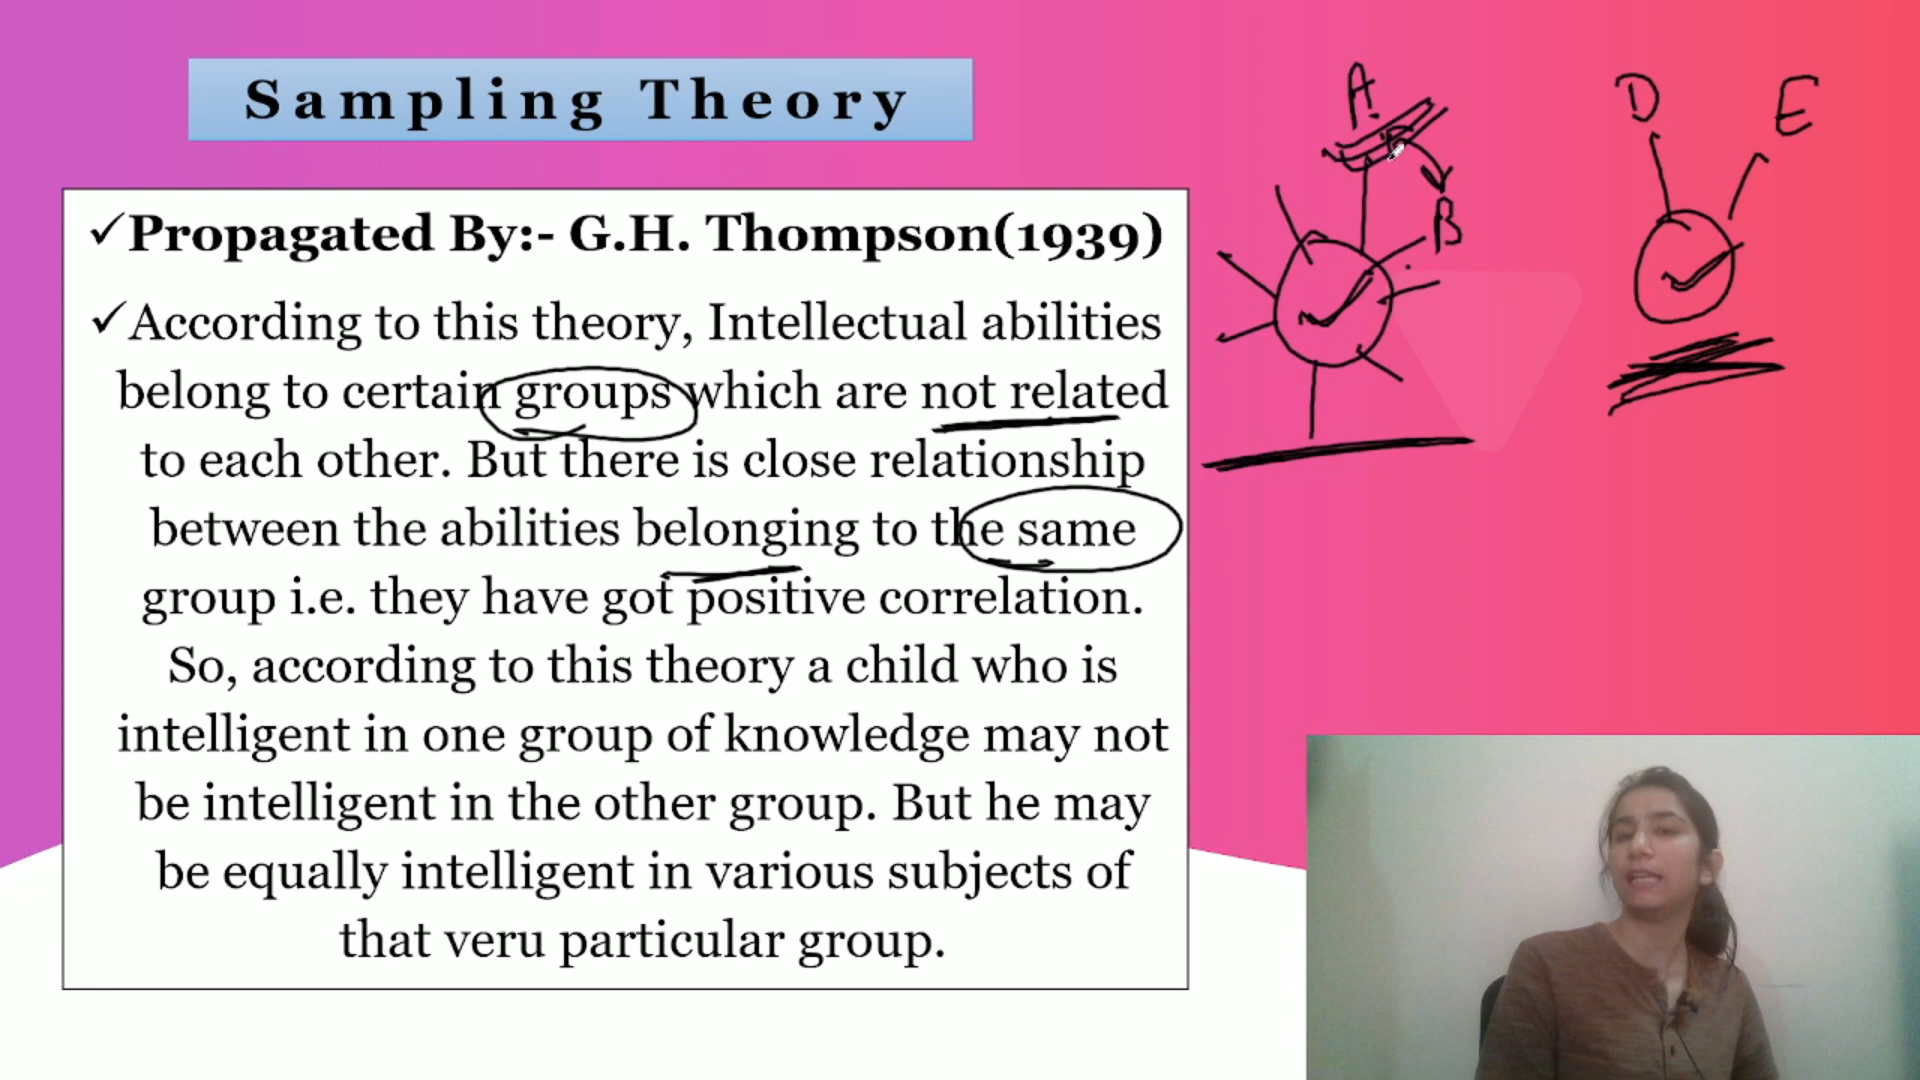 Sampling Theory
✓Propagated By:- G.H. Thompson(1939)
✓According to this theory, Intellectual abilities
belong to certain groups which are not related
to each other. But there is close relationship
between the abilities belonging to the same
group i.e. they have got positive correlation.
So, according to this theory a child who is
intelligent in one group of knowledge may not
be intelligent in the other group. But he may
be equally intelligent in various subjects of
that veru particular group.
A
B
D E